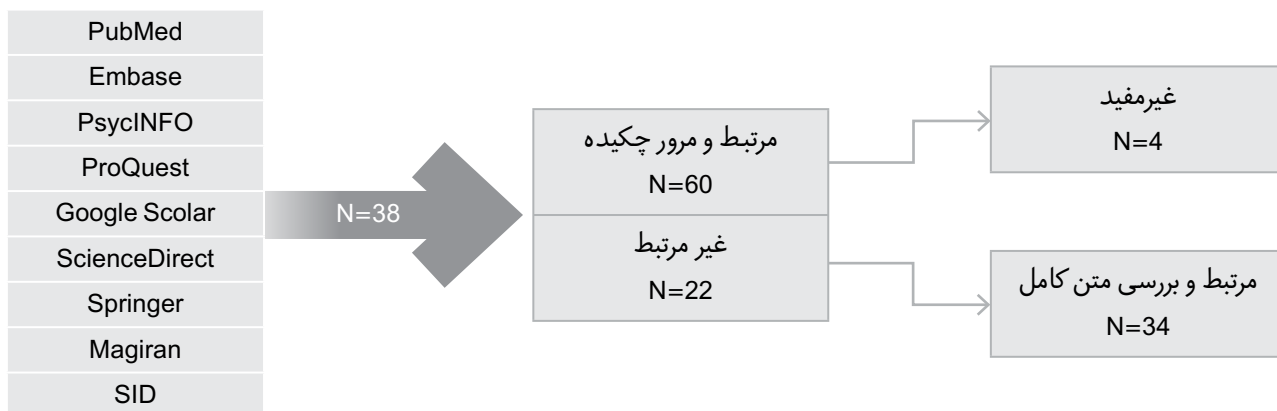 PubMed
Embase
PsycINFO
ProQuest
Google Scolar
ScienceDirect
Springer
Magiran
SID
N=38
مرتبط و مرور چکیده
N=60
غیر مرتبط
N=22
غیرمفید
N=4
مرتبط و بررسی متن کامل
N=34